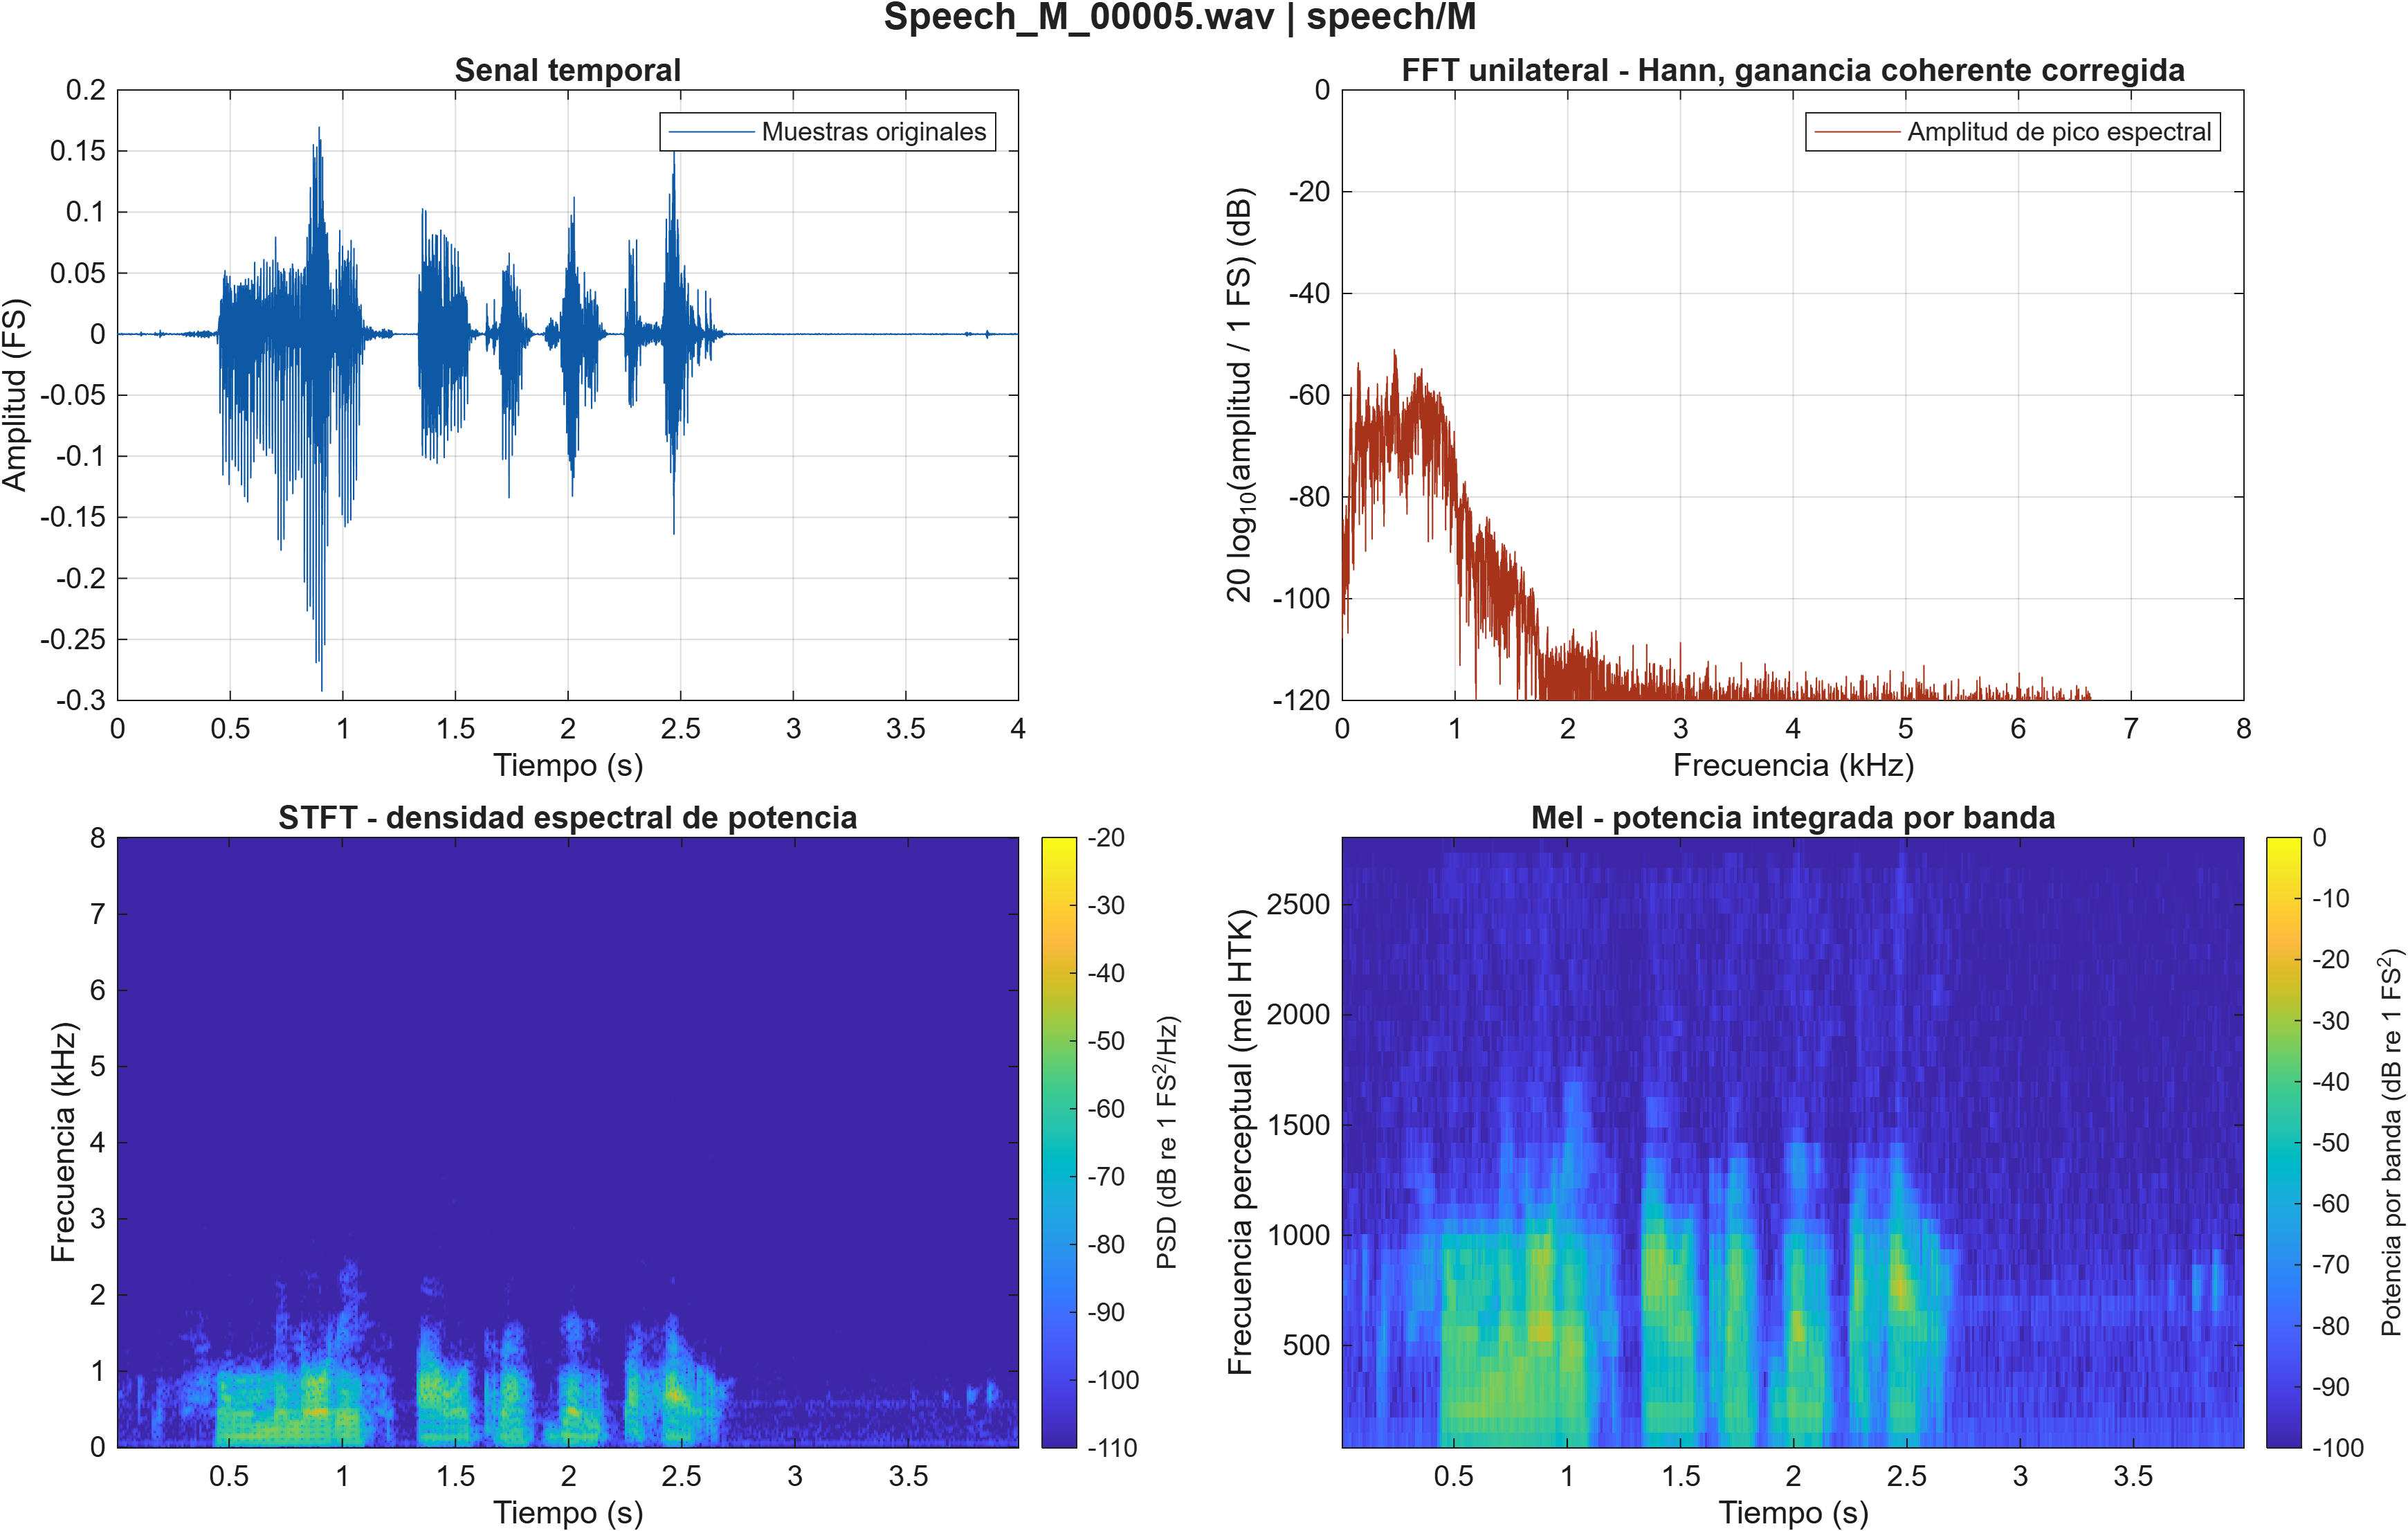 Speech_M_00005.wav | speech/M
Senal temporal
Muestras originales
Amplitud (FS)
0.2
0.15
0.1
0.05
0
-0.05
-0.1
-0.15
-0.2
-0.25
-0.3
0 0.5 1 1.5 2 2.5 3 3.5 4
Tiempo (s)
FFT unilateral - Hann, ganancia coherente corregida
Amplitud de pico espectral
20 log10(amplitud / 1 FS) (dB)
0
-20
-40
-60
-80
-100
-120
0 1 2 3 4 5 6 7 8
Frecuencia (kHz)
STFT - densidad espectral de potencia
Frecuencia (kHz)
8
7
6
5
4
3
2
1
0
0.5 1 1.5 2 2.5 3 3.5
Tiempo (s)
-20
-30
-40
-50
-60
-70
-80
-90
-100
-110
PSD (dB re 1 FS²/Hz)
Mel - potencia integrada por banda
Frecuencia perceptual (mel HTK)
2500
2000
1500
1000
500
0.5 1 1.5 2 2.5 3 3.5
Tiempo (s)
0
-10
-20
-30
-40
-50
-60
-70
-80
-90
-100
Potencia por banda (dB re 1 FS²)